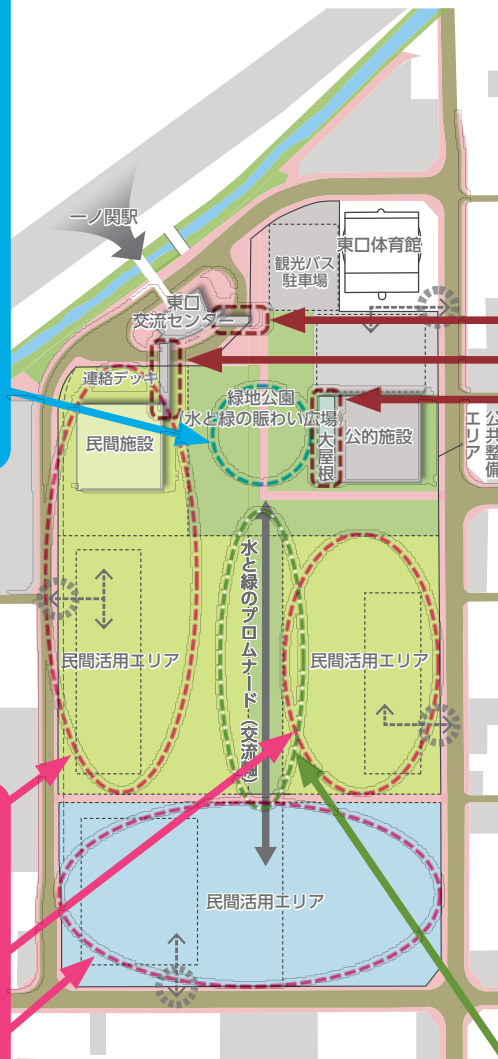 一ノ関駅
東口体育館
観光バス
駐車場
東口
交流センター
連絡デッキ
緑地公園
(水と緑の賑わい広場)
民間施設
大屋根
公的施設
公共整備
エリア
水と緑のプロムナード(交流軸)
民間活用エリア
民間活用エリア
民間活用エリア